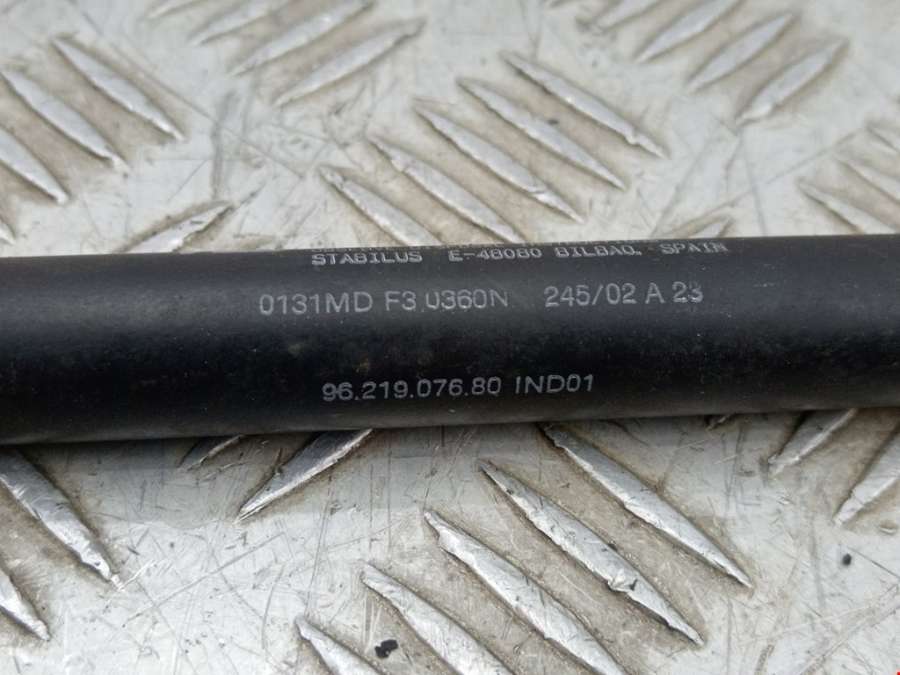 STABILUS E-48080 BILBAO, SPAIN
0131MD F3 0360N 245/02 A 23
96.219.076.80 IND01